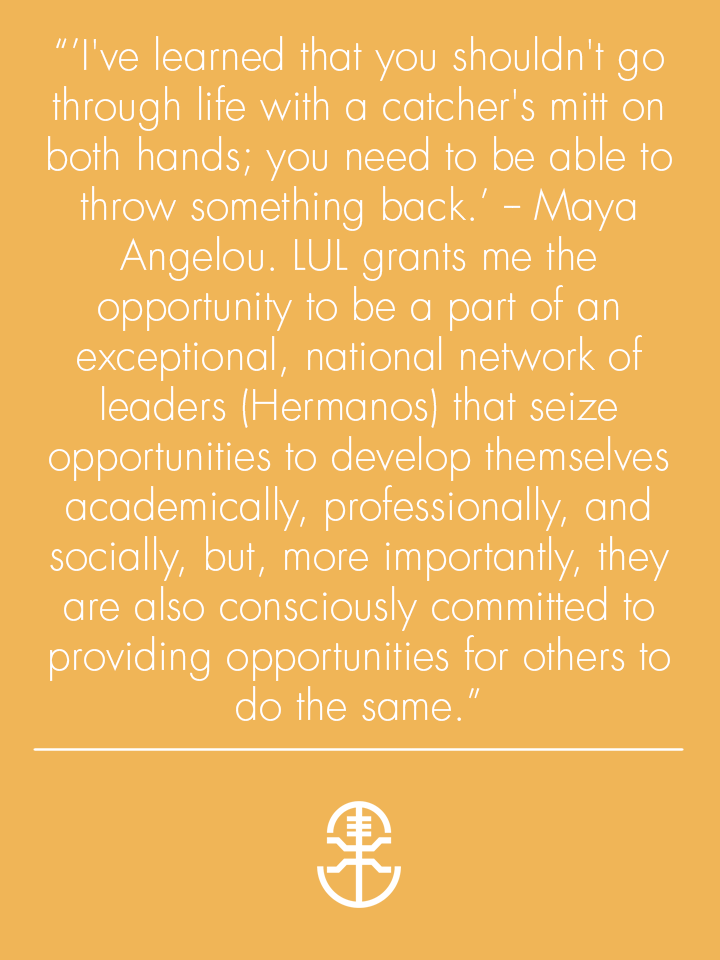 “‘I've learned that you shouldn't go
through life with a catcher's mitt on
both hands; you need to be able to
throw something back.’ – Maya
Angelou. LUL grants me the
opportunity to be a part of an
exceptional, national network of
leaders (Hermanos) that seize
opportunities to develop themselves
academically, professionally, and
socially, but, more importantly, they
are also consciously committed to
providing opportunities for others to
do the same.”